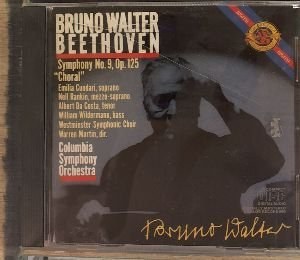 BRUNO WALTER
BEETHOVEN
Symphony No. 9, Op. 125
"Choral"
Emilia Cundari, soprano
Nell Rankin, mezzo-soprano
Albert Da Costa, tenor
William Wildermann, bass
Westminster Symphonic Choir
Warren Martin, dir.
Columbia
Symphony
Orchestra
Bruno Walter